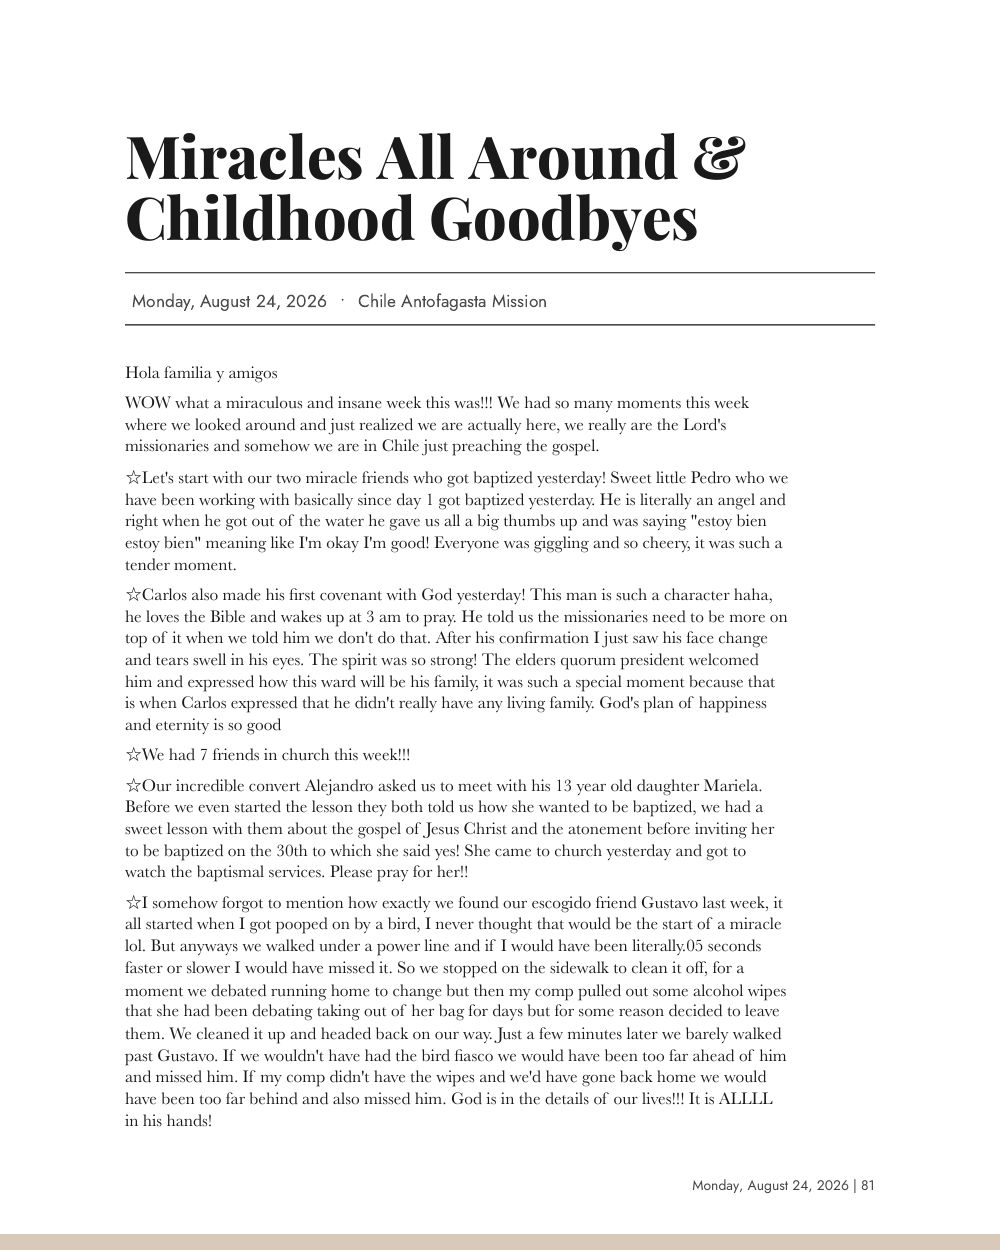 Miracles All Around &
Childhood Goodbyes
Monday, August 24, 2026 · Chile Antofagasta Mission
Hola familia y amigos
WOW what a miraculous and insane week this was!!! We had so many moments this week
where we looked around and just realized we are actually here, we really are the Lord's
missionaries and somehow we are in Chile just preaching the gospel.
☆Let's start with our two miracle friends who got baptized yesterday! Sweet little Pedro who we
have been working with basically since day 1 got baptized yesterday. He is literally an angel and
right when he got out of the water he gave us all a big thumbs up and was saying "estoy bien
estoy bien" meaning like I'm okay I'm good! Everyone was giggling and so cheery, it was such a
tender moment.
☆Carlos also made his first covenant with God yesterday! This man is such a character haha,
he loves the Bible and wakes up at 3 am to pray. He told us the missionaries need to be more on
top of it when we told him we don't do that. After his confirmation I just saw his face change
and tears swell in his eyes. The spirit was so strong! The elders quorum president welcomed
him and expressed how this ward will be his family, it was such a special moment because that
is when Carlos expressed that he didn't really have any living family. God's plan of happiness
and eternity is so good
☆We had 7 friends in church this week!!!
☆Our incredible convert Alejandro asked us to meet with his 13 year old daughter Mariela.
Before we even started the lesson they both told us how she wanted to be baptized, we had a
sweet lesson with them about the gospel of Jesus Christ and the atonement before inviting her
to be baptized on the 30th to which she said yes! She came to church yesterday and got to
watch the baptismal services. Please pray for her!!
☆I somehow forgot to mention how exactly we found our escogido friend Gustavo last week, it
all started when I got pooped on by a bird, I never thought that would be the start of a miracle
lol. But anyways we walked under a power line and if I would have been literally.05 seconds
faster or slower I would have missed it. So we stopped on the sidewalk to clean it off, for a
moment we debated running home to change but then my comp pulled out some alcohol wipes
that she had been debating taking out of her bag for days but for some reason decided to leave
them. We cleaned it up and headed back on our way. Just a few minutes later we barely walked
past Gustavo. If we wouldn't have had the bird fiasco we would have been too far ahead of him
and missed him. If my comp didn't have the wipes and we'd have gone back home we would
have been too far behind and also missed him. God is in the details of our lives!!! It is ALLLL
in his hands!
Monday, August 24, 2026 | 81